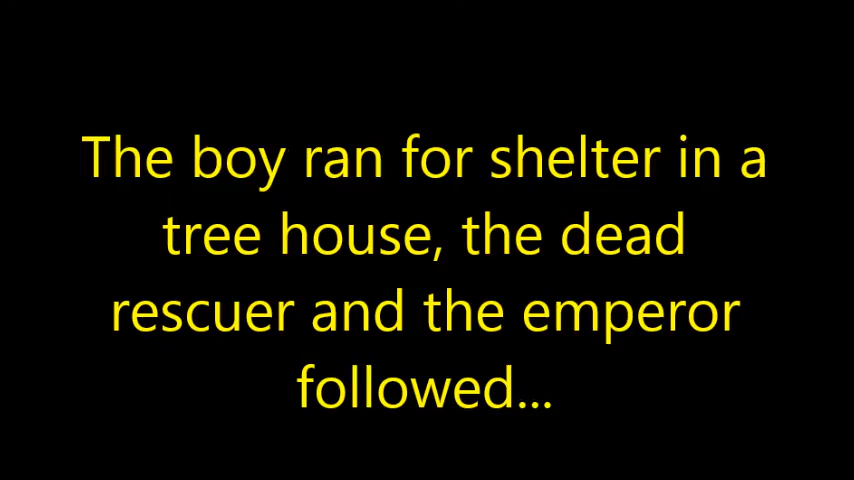 The boy ran for shelter in a
tree house, the dead
rescuer and the emperor
followed...